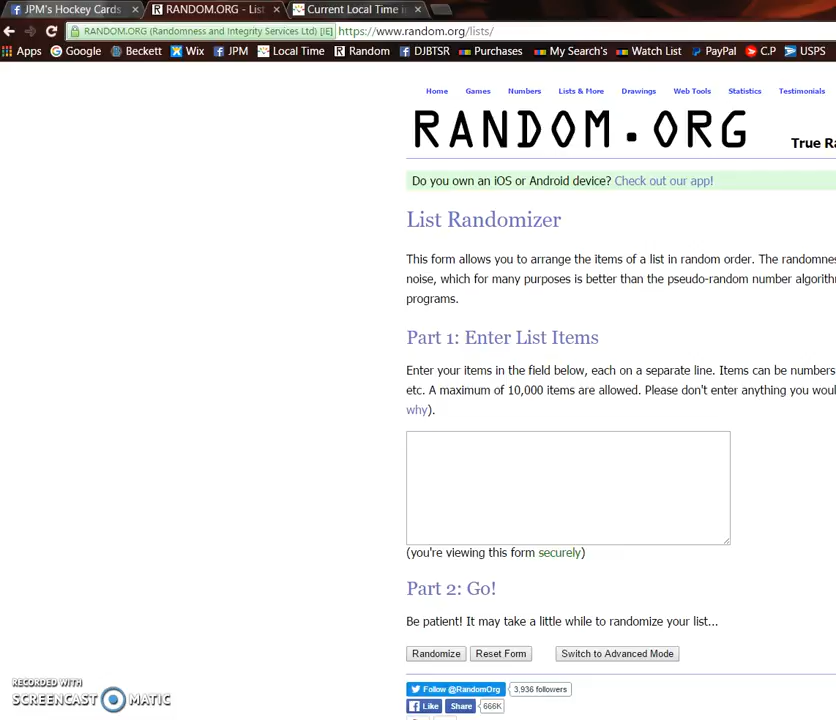 JPM's Hockey Cards × RANDOM.ORG - List × Current Local Time ×
RANDOM.ORG (Randomness and Integrity Services Ltd) [IE] https://www.random.org/lists/
Apps Google Beckett Wix JPM Local Time Random DJBTSR Purchases My Search's Watch List PayPal C.P USPS
Home Games Numbers Lists & More Drawings Web Tools Statistics Testimonials
RANDOM.ORG
True Ra
Do you own an iOS or Android device? Check out our app!
List Randomizer
This form allows you to arrange the items of a list in random order. The randomnes
noise, which for many purposes is better than the pseudo-random number algorith
programs.
Part 1: Enter List Items
Enter your items in the field below, each on a separate line. Items can be numbers
etc. A maximum of 10,000 items are allowed. Please don't enter anything you woul
why).
(you're viewing this form securely)
Part 2: Go!
Be patient! It may take a little while to randomize your list...
Randomize Reset Form Switch to Advanced Mode
RECORDED WITH
SCREENCAST MATIC
Follow @RandomOrg 3,936 followers
Like Share 666K